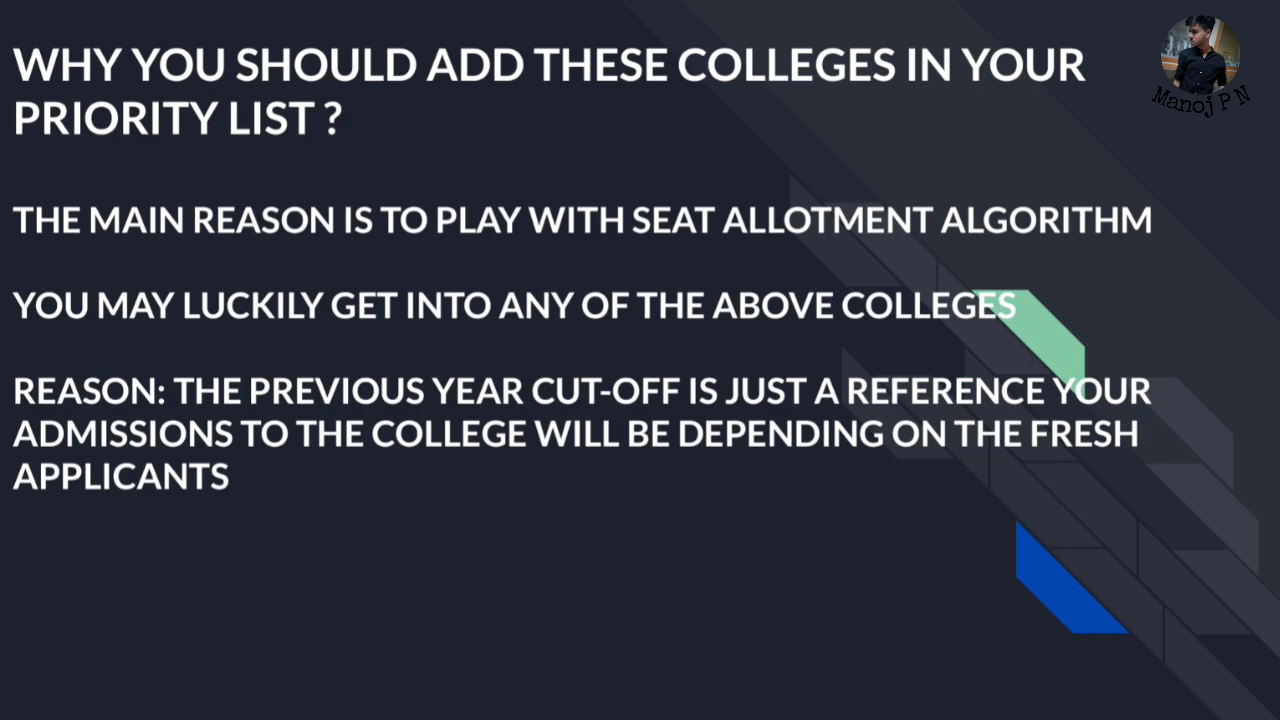 WHY YOU SHOULD ADD THESE COLLEGES IN YOUR
PRIORITY LIST ?
THE MAIN REASON IS TO PLAY WITH SEAT ALLOTMENT ALGORITHM
YOU MAY LUCKILY GET INTO ANY OF THE ABOVE COLLEGES
REASON: THE PREVIOUS YEAR CUT-OFF IS JUST A REFERENCE YOUR
ADMISSIONS TO THE COLLEGE WILL BE DEPENDING ON THE FRESH
APPLICANTS
Manoj P N